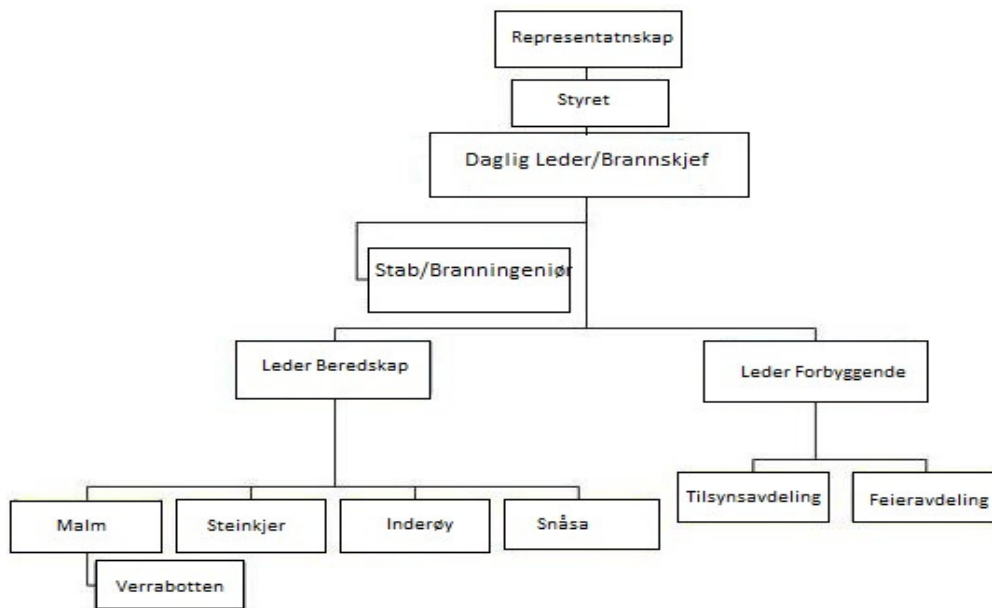 Representatnskap
Styret
Daglig Leder/Brannskjef
Stab/Branningeniør
Leder Beredskap
Leder Forbyggende
Malm
Steinkjer
Inderøy
Snåsa
Tilsynsavdeling
Feieravdeling
Verrabotten